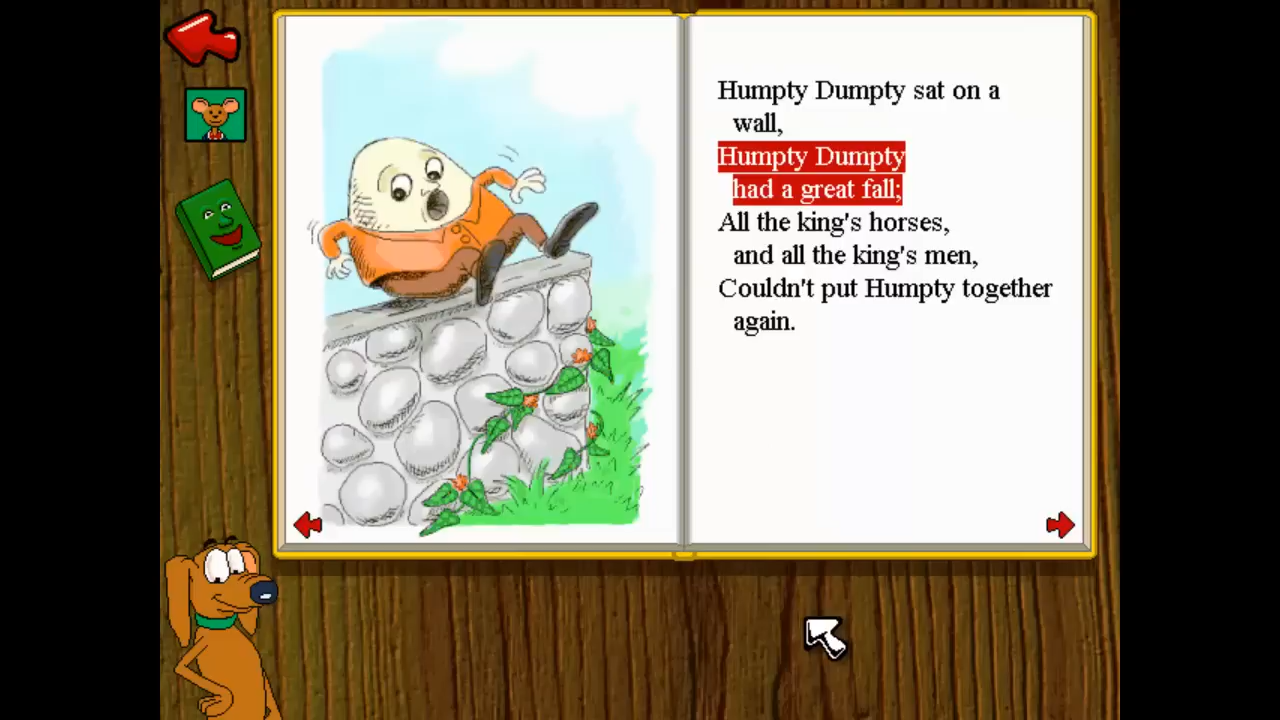 Humpty Dumpty sat on a
wall,
Humpty Dumpty
had a great fall;
All the king's horses,
and all the king's men,
Couldn't put Humpty together
again.